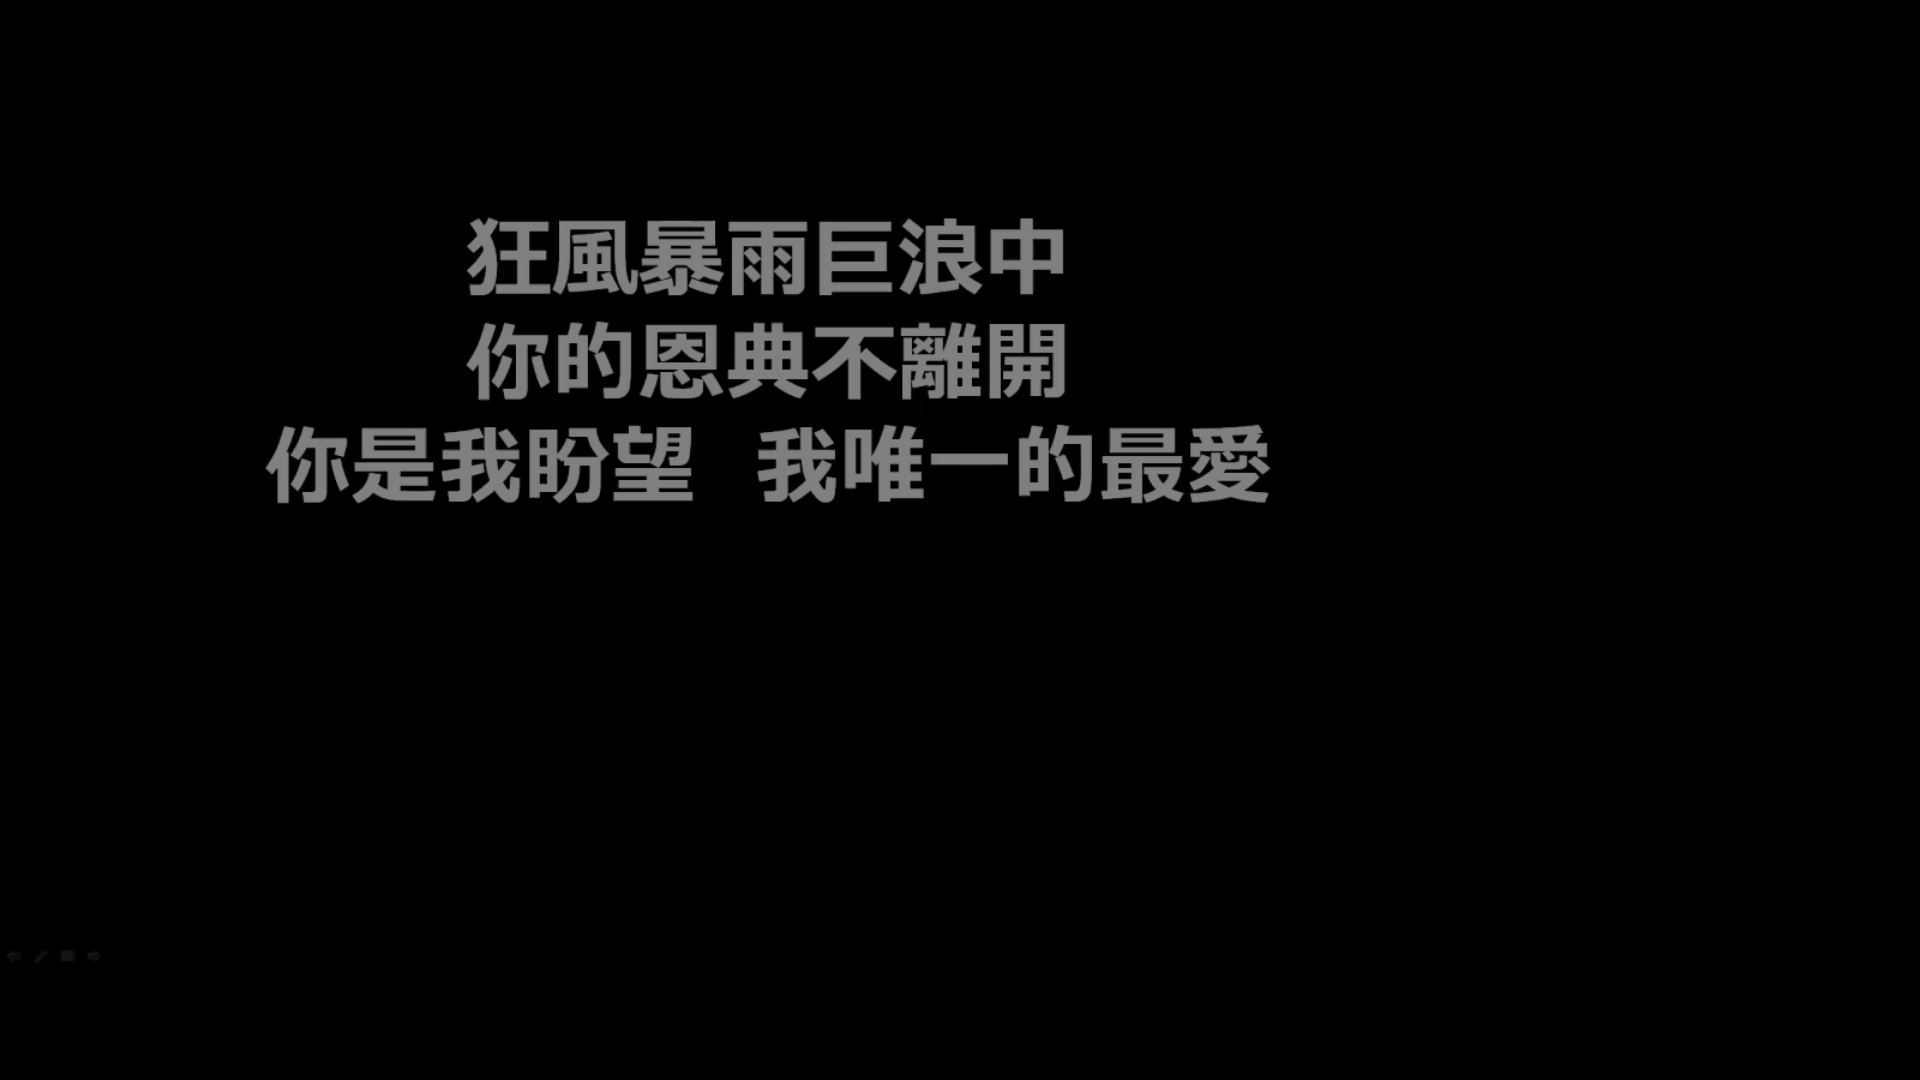 狂風暴雨巨浪中
你的恩典不離開
你是我盼望 我唯一的最愛